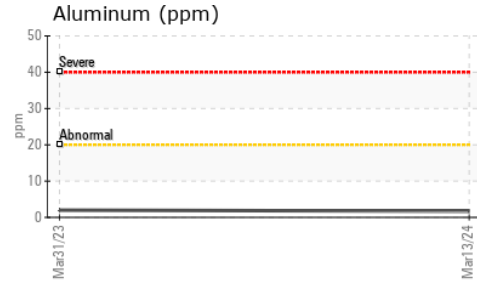 Aluminum (ppm)
50
Severe
40
30
ppm
Abnormal
20
10
0
Mar31/23
Mar13/24